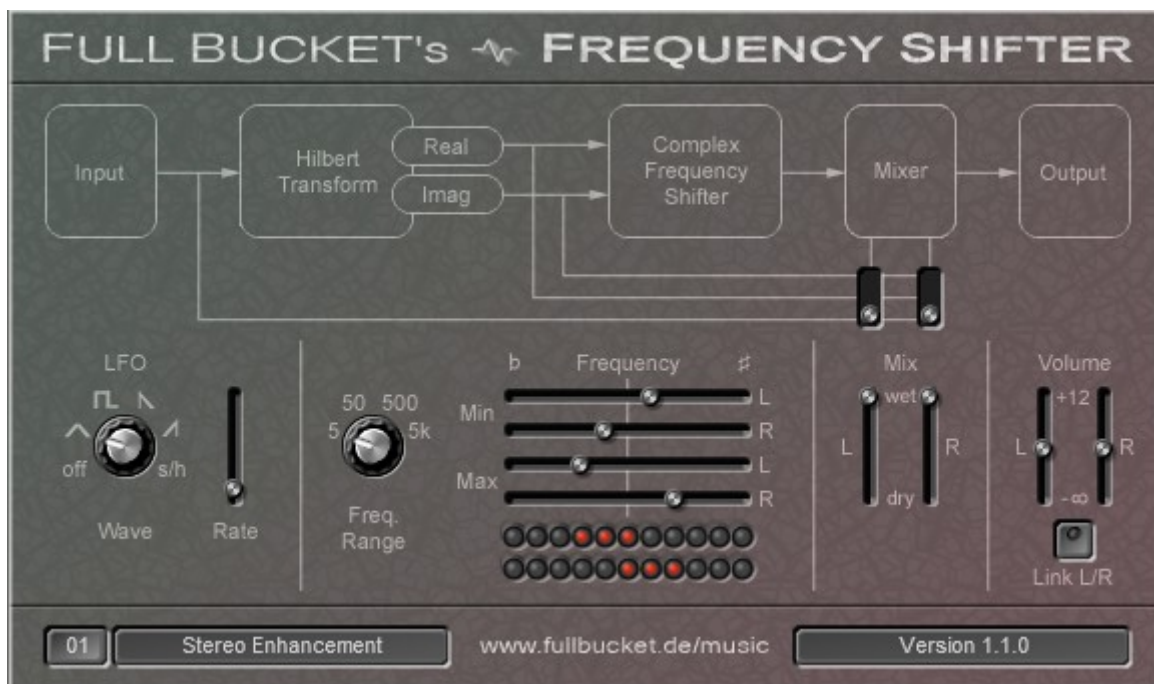 FULL BUCKET's FREQUENCY SHIFTER
Input
Hilbert
Transform
Real
Imag
Complex
Frequency
Shifter
Mixer
Output
LFO
off
s/h
Wave
Rate
5
50
500
5k
Freq.
Range
♭ Frequency ♯
Min
L
R
Max
L
R
Mix
wet
L
R
dry
Volume
+12
L
R
-∞
Link L/R
01
Stereo Enhancement
www.fullbucket.de/music
Version 1.1.0